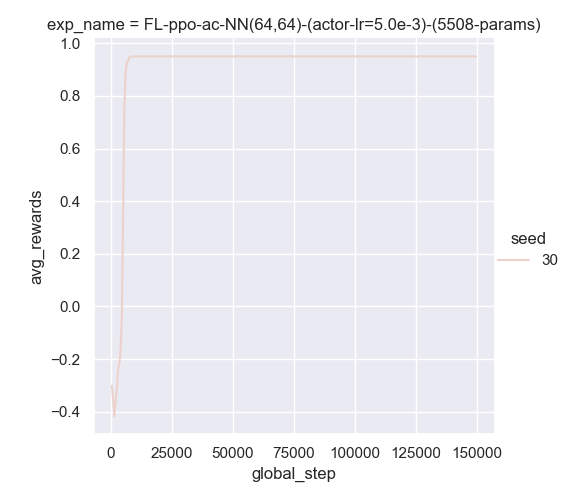 exp_name = FL-ppo-ac-NN(64,64)-(actor-lr=5.0e-3)-(5508-params)
1.0
0.8
0.6
0.4
0.2
0.0
−0.2
−0.4
avg_rewards
0 25000 50000 75000 100000 125000 150000
global_step
seed
30